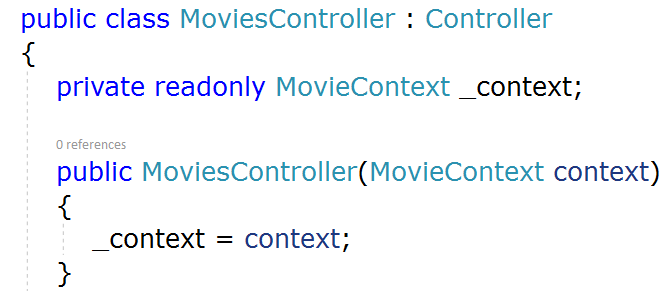 public class MoviesController : Controller
{
private readonly MovieContext _context;
0 references
public MoviesController(MovieContext context)
{
_context = context;
}